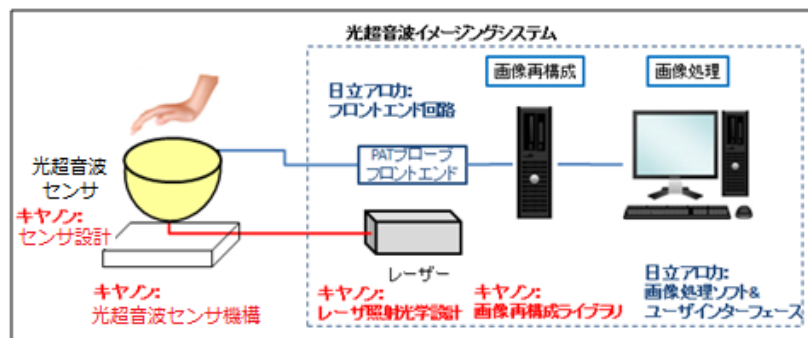 光超音波イメージングシステム
画像再構成
画像処理
日立アロカ:
フロントエンド回路
光超音波
センサ
PATプローブ
フロントエンド
キヤノン:
センサ設計
レーザー
キヤノン:
光超音波センサ機構
キヤノン:
レーザ照射光学設計
キヤノン:
画像再構成ライブラリ
日立アロカ:
画像処理ソフト&
ユーザインターフェース